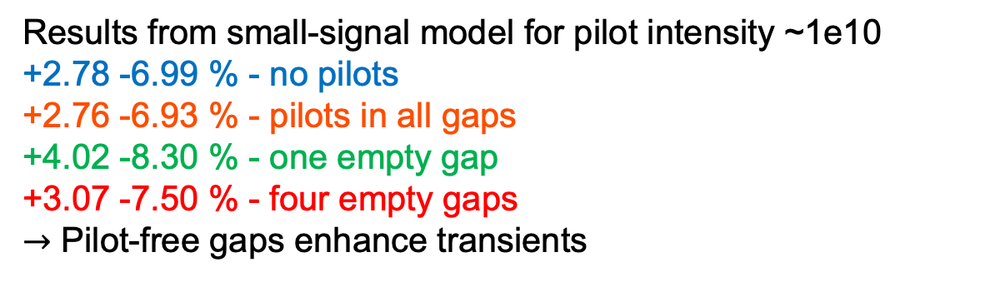 Results from small-signal model for pilot intensity ~1e10
+2.78 -6.99 % - no pilots
+2.76 -6.93 % - pilots in all gaps
+4.02 -8.30 % - one empty gap
+3.07 -7.50 % - four empty gaps
→ Pilot-free gaps enhance transients